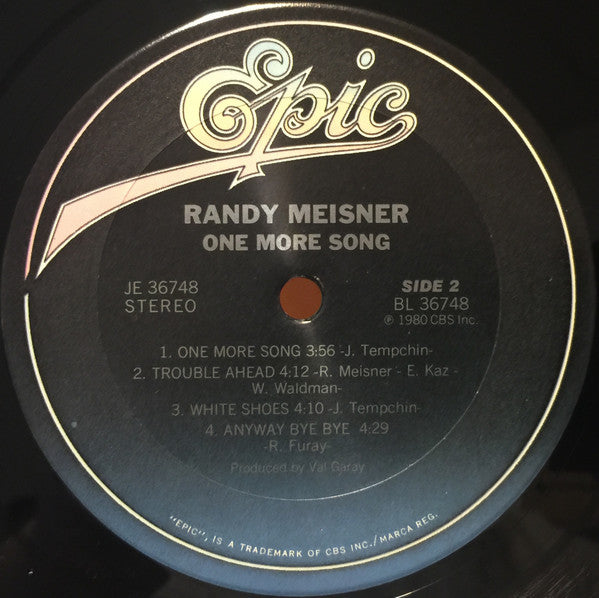 Epic
RANDY MEISNER
ONE MORE SONG
JE 36748
STEREO
SIDE 2
BL 36748
℗ 1980 CBS Inc.
1. ONE MORE SONG 3:56 -J. Tempchin-
2. TROUBLE AHEAD 4:12 -R. Meisner - E. Kaz -
W. Waldman-
3. WHITE SHOES 4:10 -J. Tempchin-
4. ANYWAY BYE BYE 4:29
-R. Furay-
Produced by Val Garay
"EPIC", IS A TRADEMARK OF CBS INC./MARCA REG.